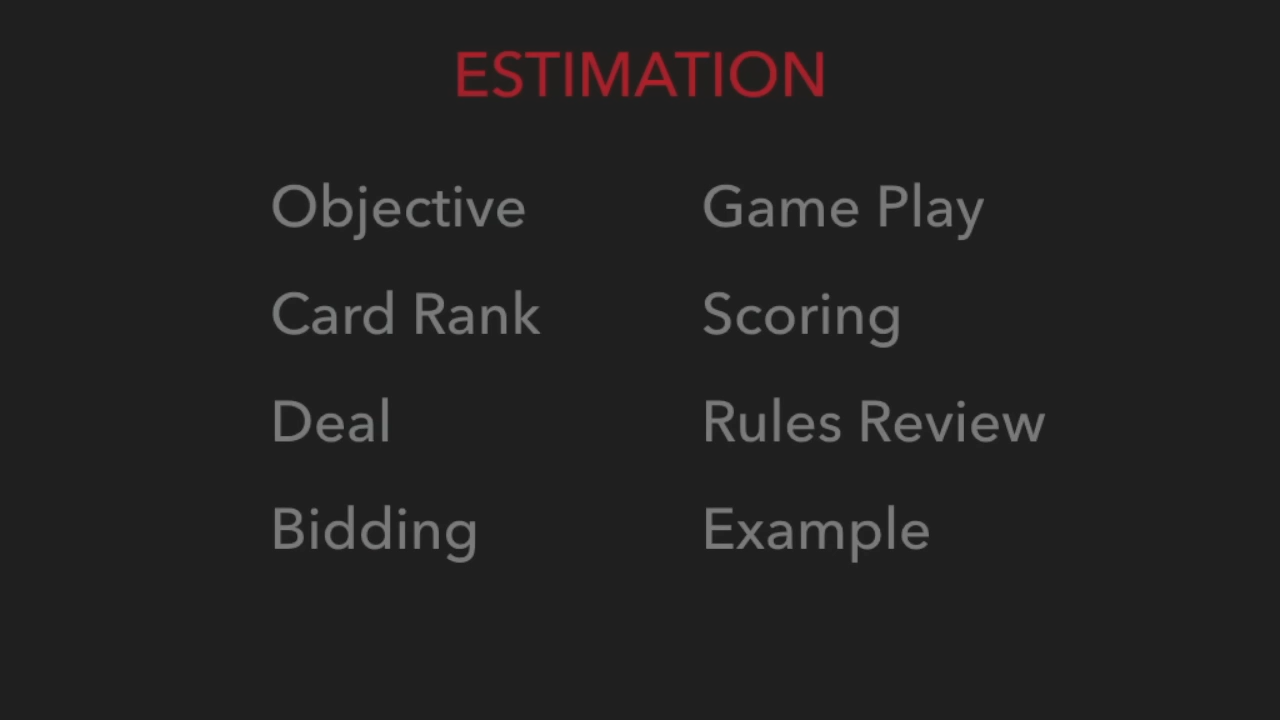 ESTIMATION
Objective
Card Rank
Deal
Bidding
Game Play
Scoring
Rules Review
Example